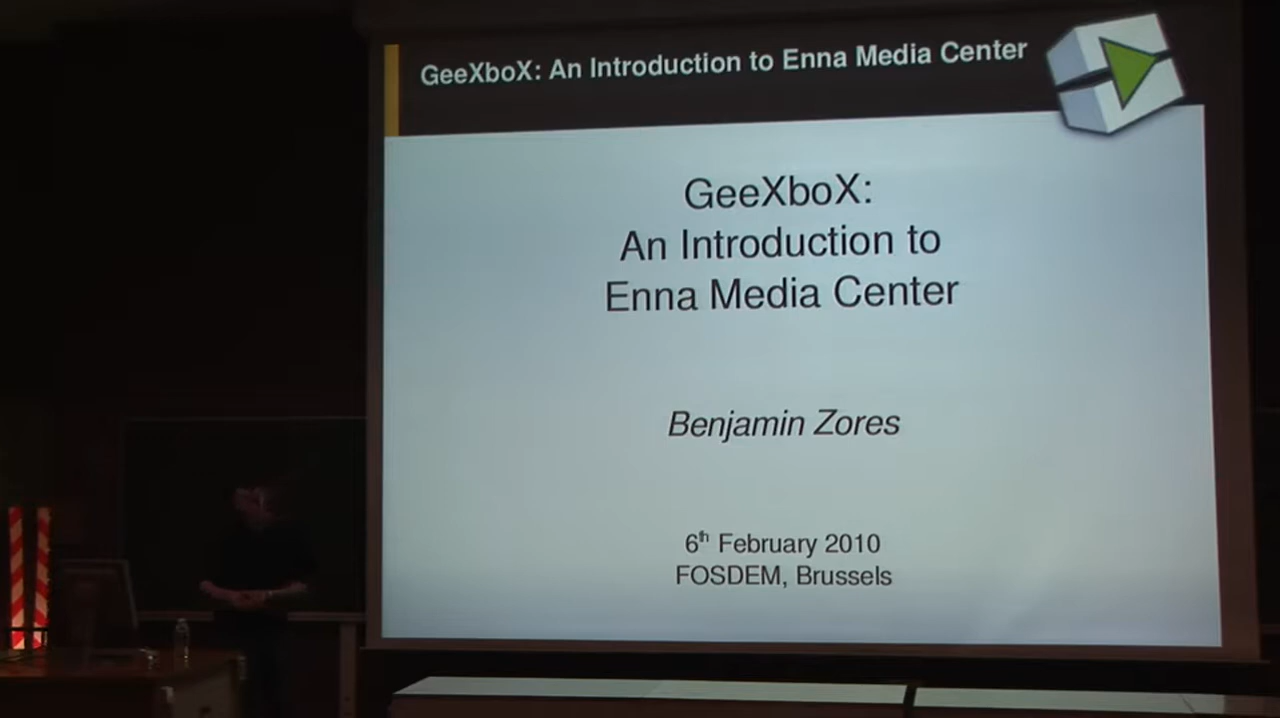 GeeXboX: An Introduction to Enna Media Center
GeeXboX:
An Introduction to
Enna Media Center
Benjamin Zores
6th February 2010
FOSDEM, Brussels